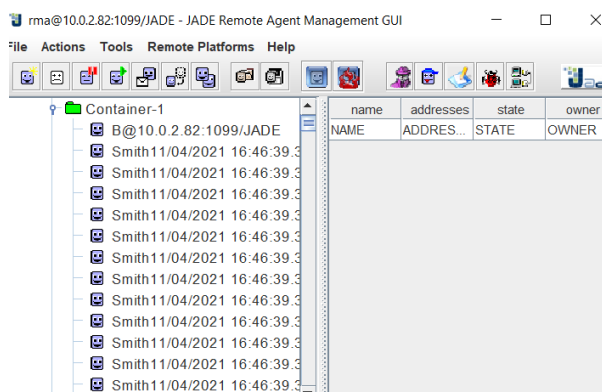 rma@10.0.2.82:1099/JADE - JADE Remote Agent Management GUI
File Actions Tools Remote Platforms Help
Container-1
B@10.0.2.82:1099/JADE
Smith11/04/2021 16:46:39.3
Smith11/04/2021 16:46:39.3
Smith11/04/2021 16:46:39.3
Smith11/04/2021 16:46:39.3
Smith11/04/2021 16:46:39.3
Smith11/04/2021 16:46:39.3
Smith11/04/2021 16:46:39.3
Smith11/04/2021 16:46:39.3
Smith11/04/2021 16:46:39.3
Smith11/04/2021 16:46:39.3
Smith11/04/2021 16:46:39.3
Smith11/04/2021 16:46:39.3
name addresses state owner
NAME ADDRES... STATE OWNER